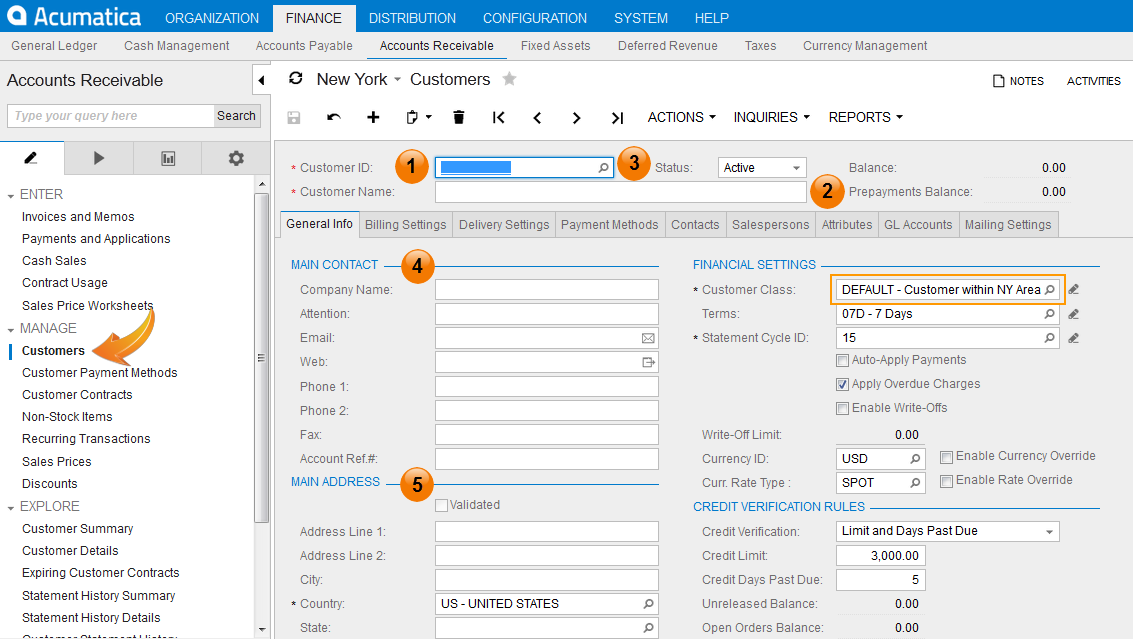 Acumatica ORGANIZATION FINANCE DISTRIBUTION CONFIGURATION SYSTEM HELP
General Ledger Cash Management Accounts Payable Accounts Receivable Fixed Assets Deferred Revenue Taxes Currency Management
Accounts Receivable
Type your query here Search
ENTER
Invoices and Memos
Payments and Applications
Cash Sales
Contract Usage
Sales Price Worksheets
MANAGE
Customers
Customer Payment Methods
Customer Contracts
Non-Stock Items
Recurring Transactions
Sales Prices
Discounts
EXPLORE
Customer Summary
Customer Details
Expiring Customer Contracts
Statement History Summary
Statement History Details
New York Customers NOTES ACTIVITIES
ACTIONS INQUIRIES REPORTS
* Customer ID: 1 3 Status: Active Balance: 0.00
* Customer Name: 2 Prepayments Balance: 0.00
General Info Billing Settings Delivery Settings Payment Methods Contacts Salespersons Attributes GL Accounts Mailing Settings
MAIN CONTACT 4
Company Name:
Attention:
Email:
Web:
Phone 1:
Phone 2:
Fax:
Account Ref.#:
MAIN ADDRESS 5
Validated
Address Line 1:
Address Line 2:
City:
* Country: US - UNITED STATES
State:
FINANCIAL SETTINGS
* Customer Class: DEFAULT - Customer within NY Area
Terms: 07D - 7 Days
* Statement Cycle ID: 15
Auto-Apply Payments
Apply Overdue Charges
Enable Write-Offs
Write-Off Limit: 0.00
Currency ID: USD Enable Currency Override
Curr. Rate Type : SPOT Enable Rate Override
CREDIT VERIFICATION RULES
Credit Verification: Limit and Days Past Due
Credit Limit: 3,000.00
Credit Days Past Due: 5
Unreleased Balance: 0.00
Open Orders Balance: 0.00